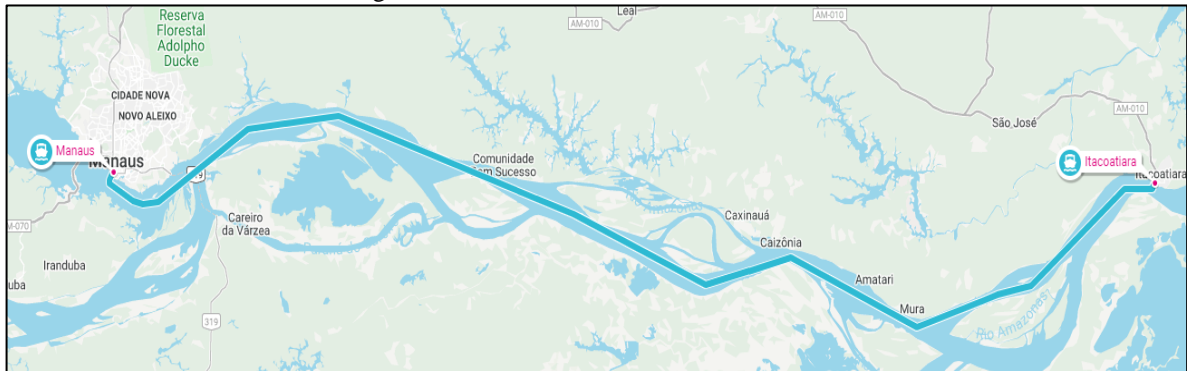 Reserva
Florestal
Adolpho
Ducke
Leal
AM-010
AM-010
CIDADE NOVA
NOVO ALEIXO
AM-010
São José
Manaus
Manaus
Comunidade
Bom Sucesso
Itacoatiara
Itacoatiara
Careiro
da Várzea
Caxinauá
AM-070
Caizônia
Iranduba
Amatari
Mura
319
Rio Amazonas